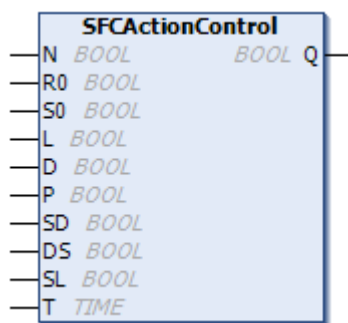 SFCActionControl
N BOOL BOOL Q
R0 BOOL
S0 BOOL
L BOOL
D BOOL
P BOOL
SD BOOL
DS BOOL
SL BOOL
T TIME